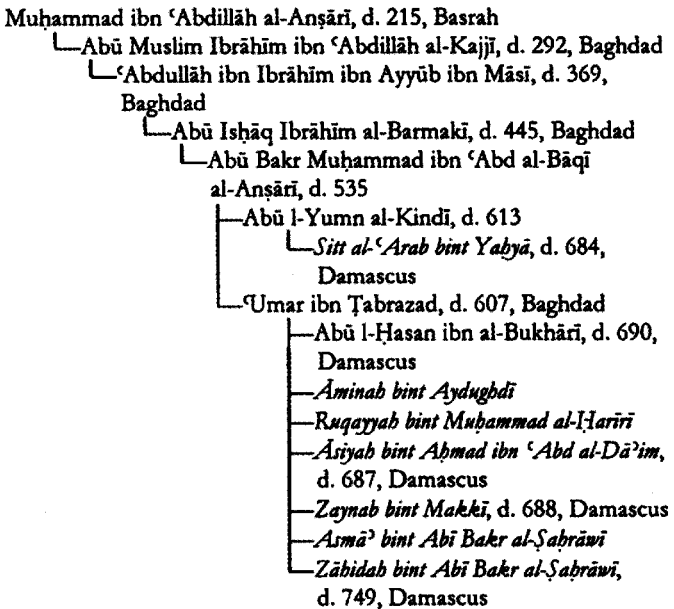 Muḥammad ibn ʿAbdillāh al-Anṣārī, d. 215, Basrah
Abū Muslim Ibrāhīm ibn ʿAbdillāh al-Kajjī, d. 292, Baghdad
ʿAbdullāh ibn Ibrāhīm ibn Ayyūb ibn Māsī, d. 369,
Baghdad
Abū Isḥāq Ibrāhīm al-Barmakī, d. 445, Baghdad
Abū Bakr Muḥammad ibn ʿAbd al-Bāqī
al-Anṣārī, d. 535
Abū l-Yumn al-Kindī, d. 613
Sitt al-ʿArab bint Yaḥyā, d. 684,
Damascus
ʿUmar ibn Ṭabrazad, d. 607, Baghdad
Abū l-Ḥasan ibn al-Bukhārī, d. 690,
Damascus
Āminah bint Aydughdī
Ruqayyah bint Muḥammad al-Ḥarīrī
Āsiyah bint Aḥmad ibn ʿAbd al-Dāʾim,
d. 687, Damascus
Zaynab bint Makkī, d. 688, Damascus
Asmāʾ bint Abī Bakr al-Ṣaḥrāwī
Zāhidah bint Abī Bakr al-Ṣaḥrāwī,
d. 749, Damascus